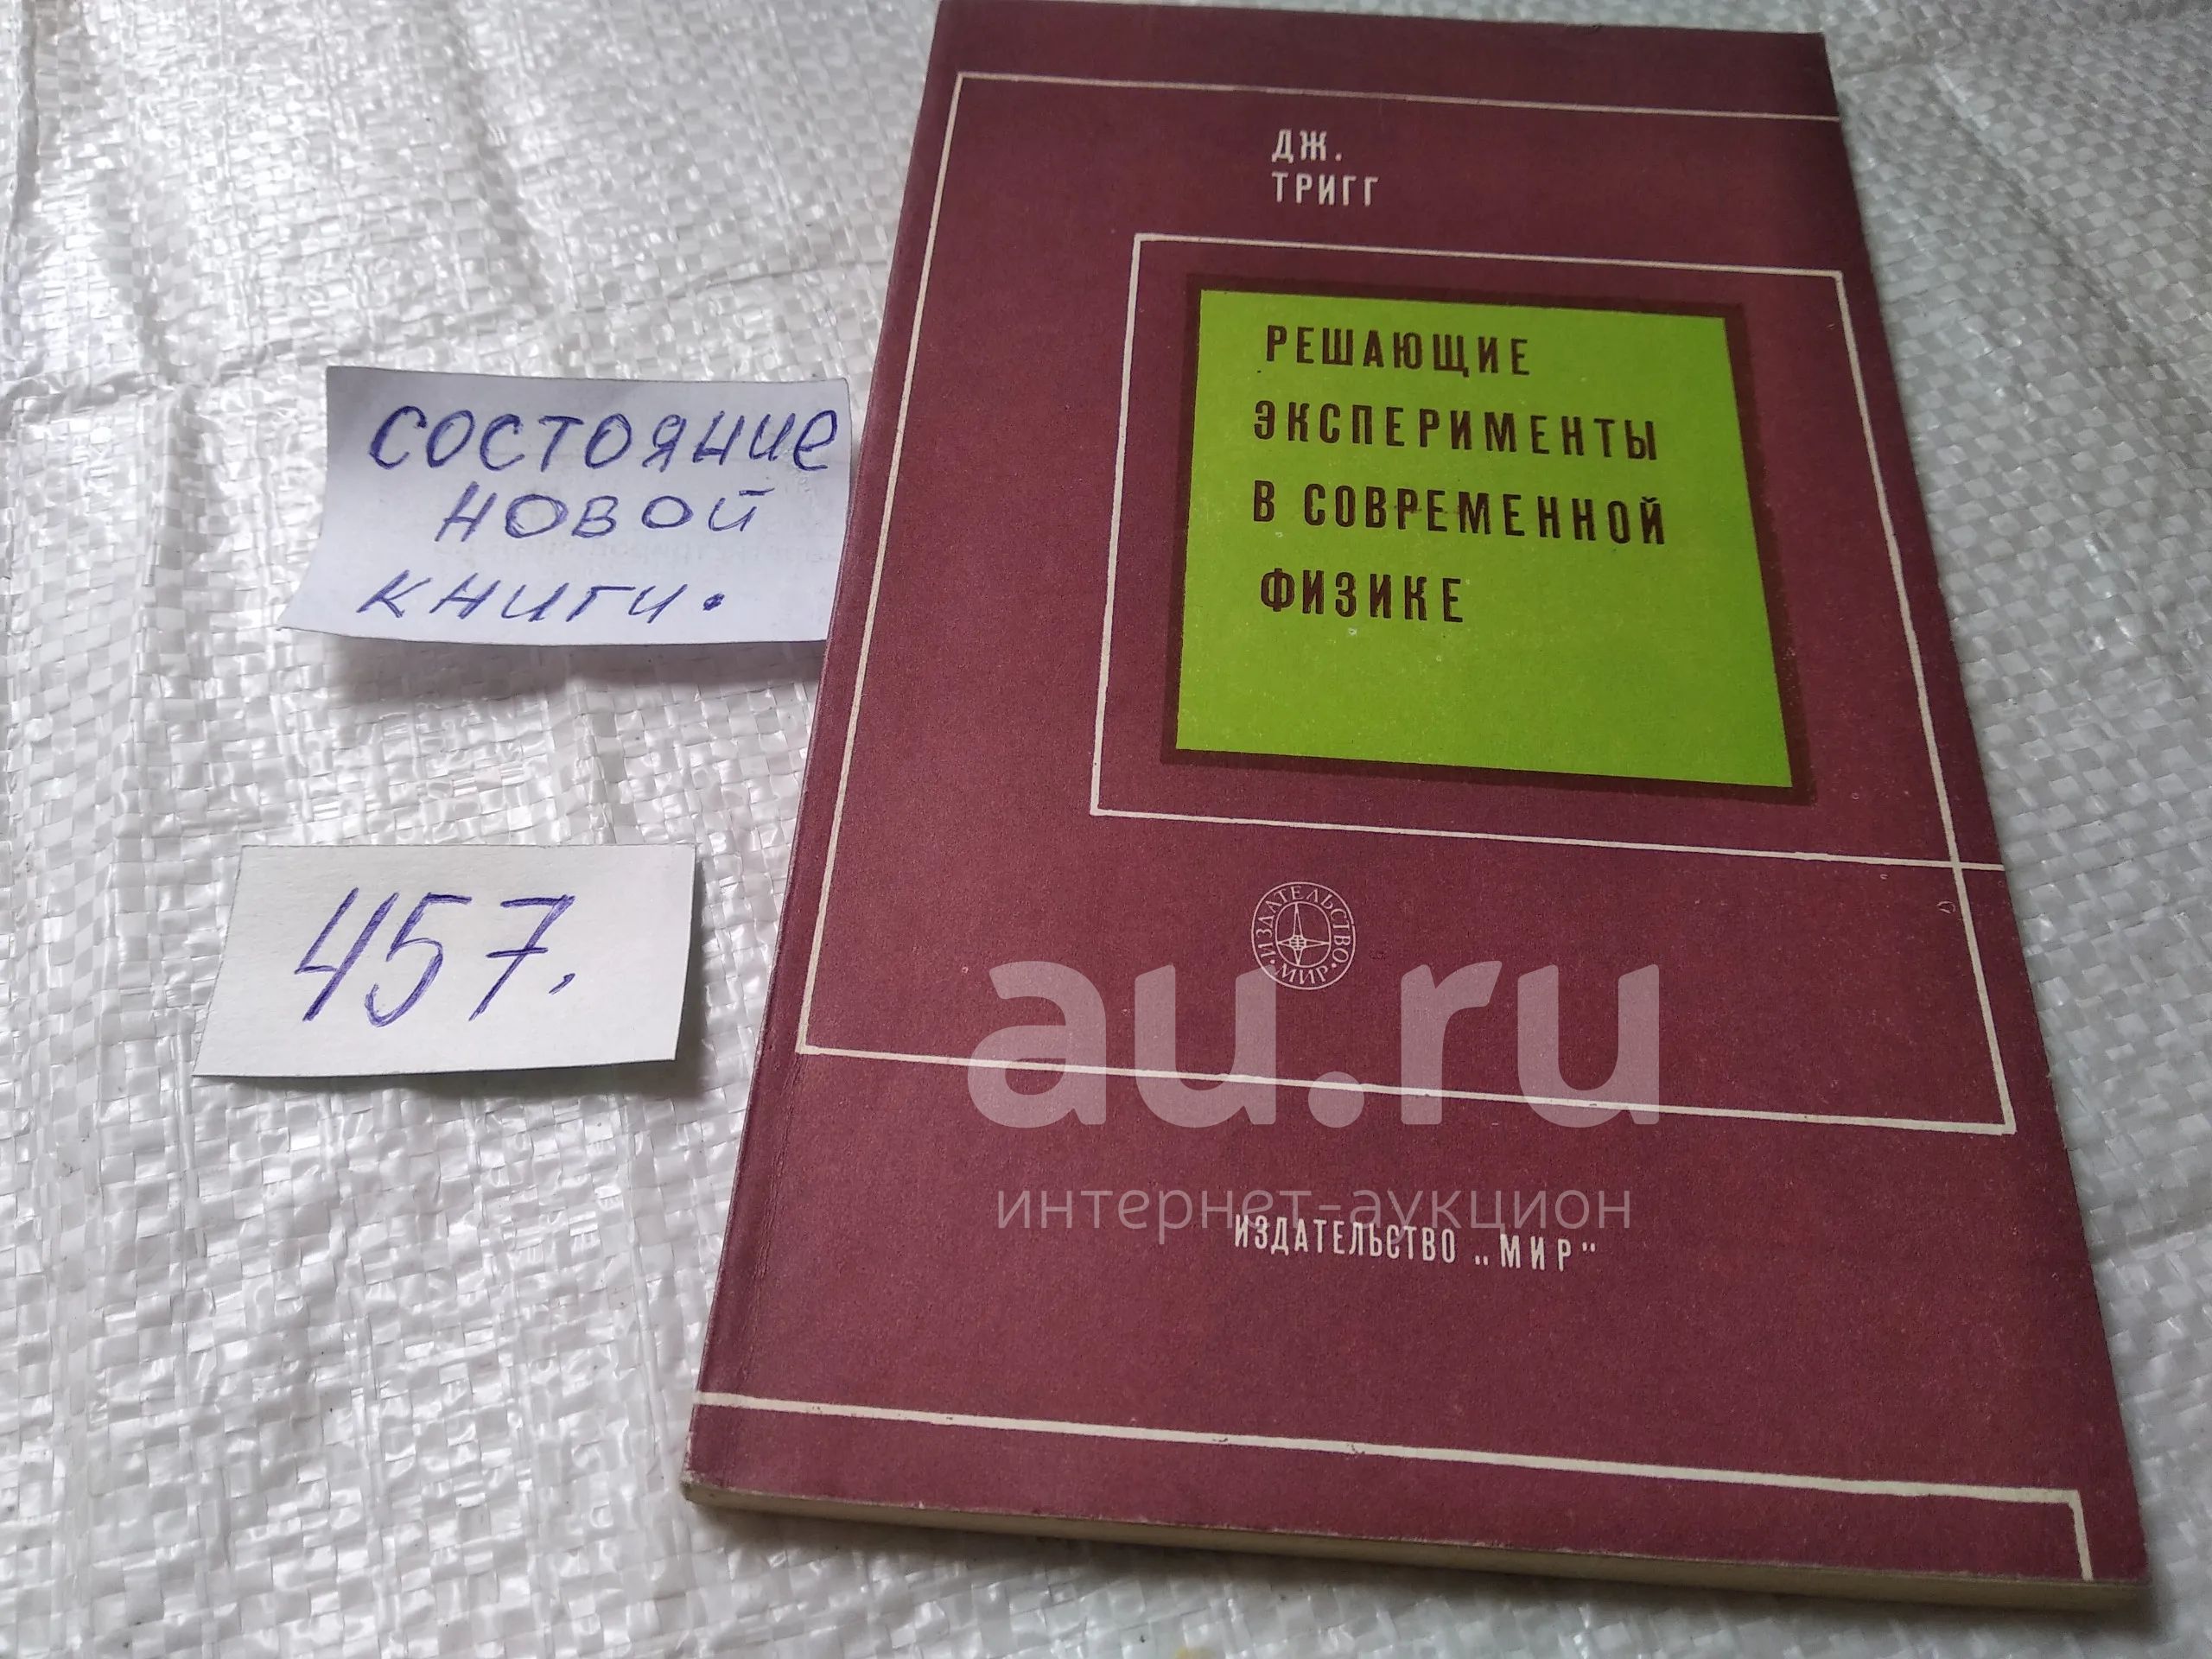 ДЖ.
ТРИГГ
РЕШАЮЩИЕ
ЭКСПЕРИМЕНТЫ
В СОВРЕМЕННОЙ
ФИЗИКЕ
состояние
новой
книги.
457.
ИЗДАТЕЛЬСТВО
МИР
au.ru
интернет-аукцион
ИЗДАТЕЛЬСТВО „МИР"